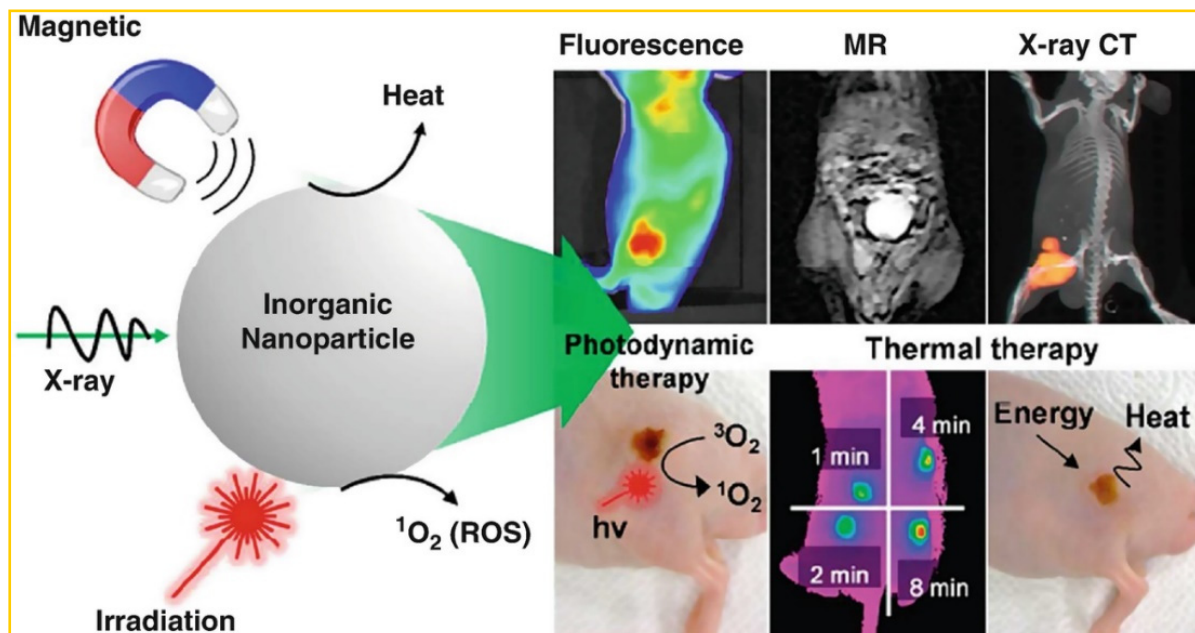 Magnetic
Heat
Inorganic
Nanoparticle
X-ray
¹O₂ (ROS)
Irradiation
Fluorescence
MR
X-ray CT
Photodynamic
therapy
³O₂
¹O₂
hv
Thermal therapy
1 min
4 min
2 min
8 min
Energy
Heat